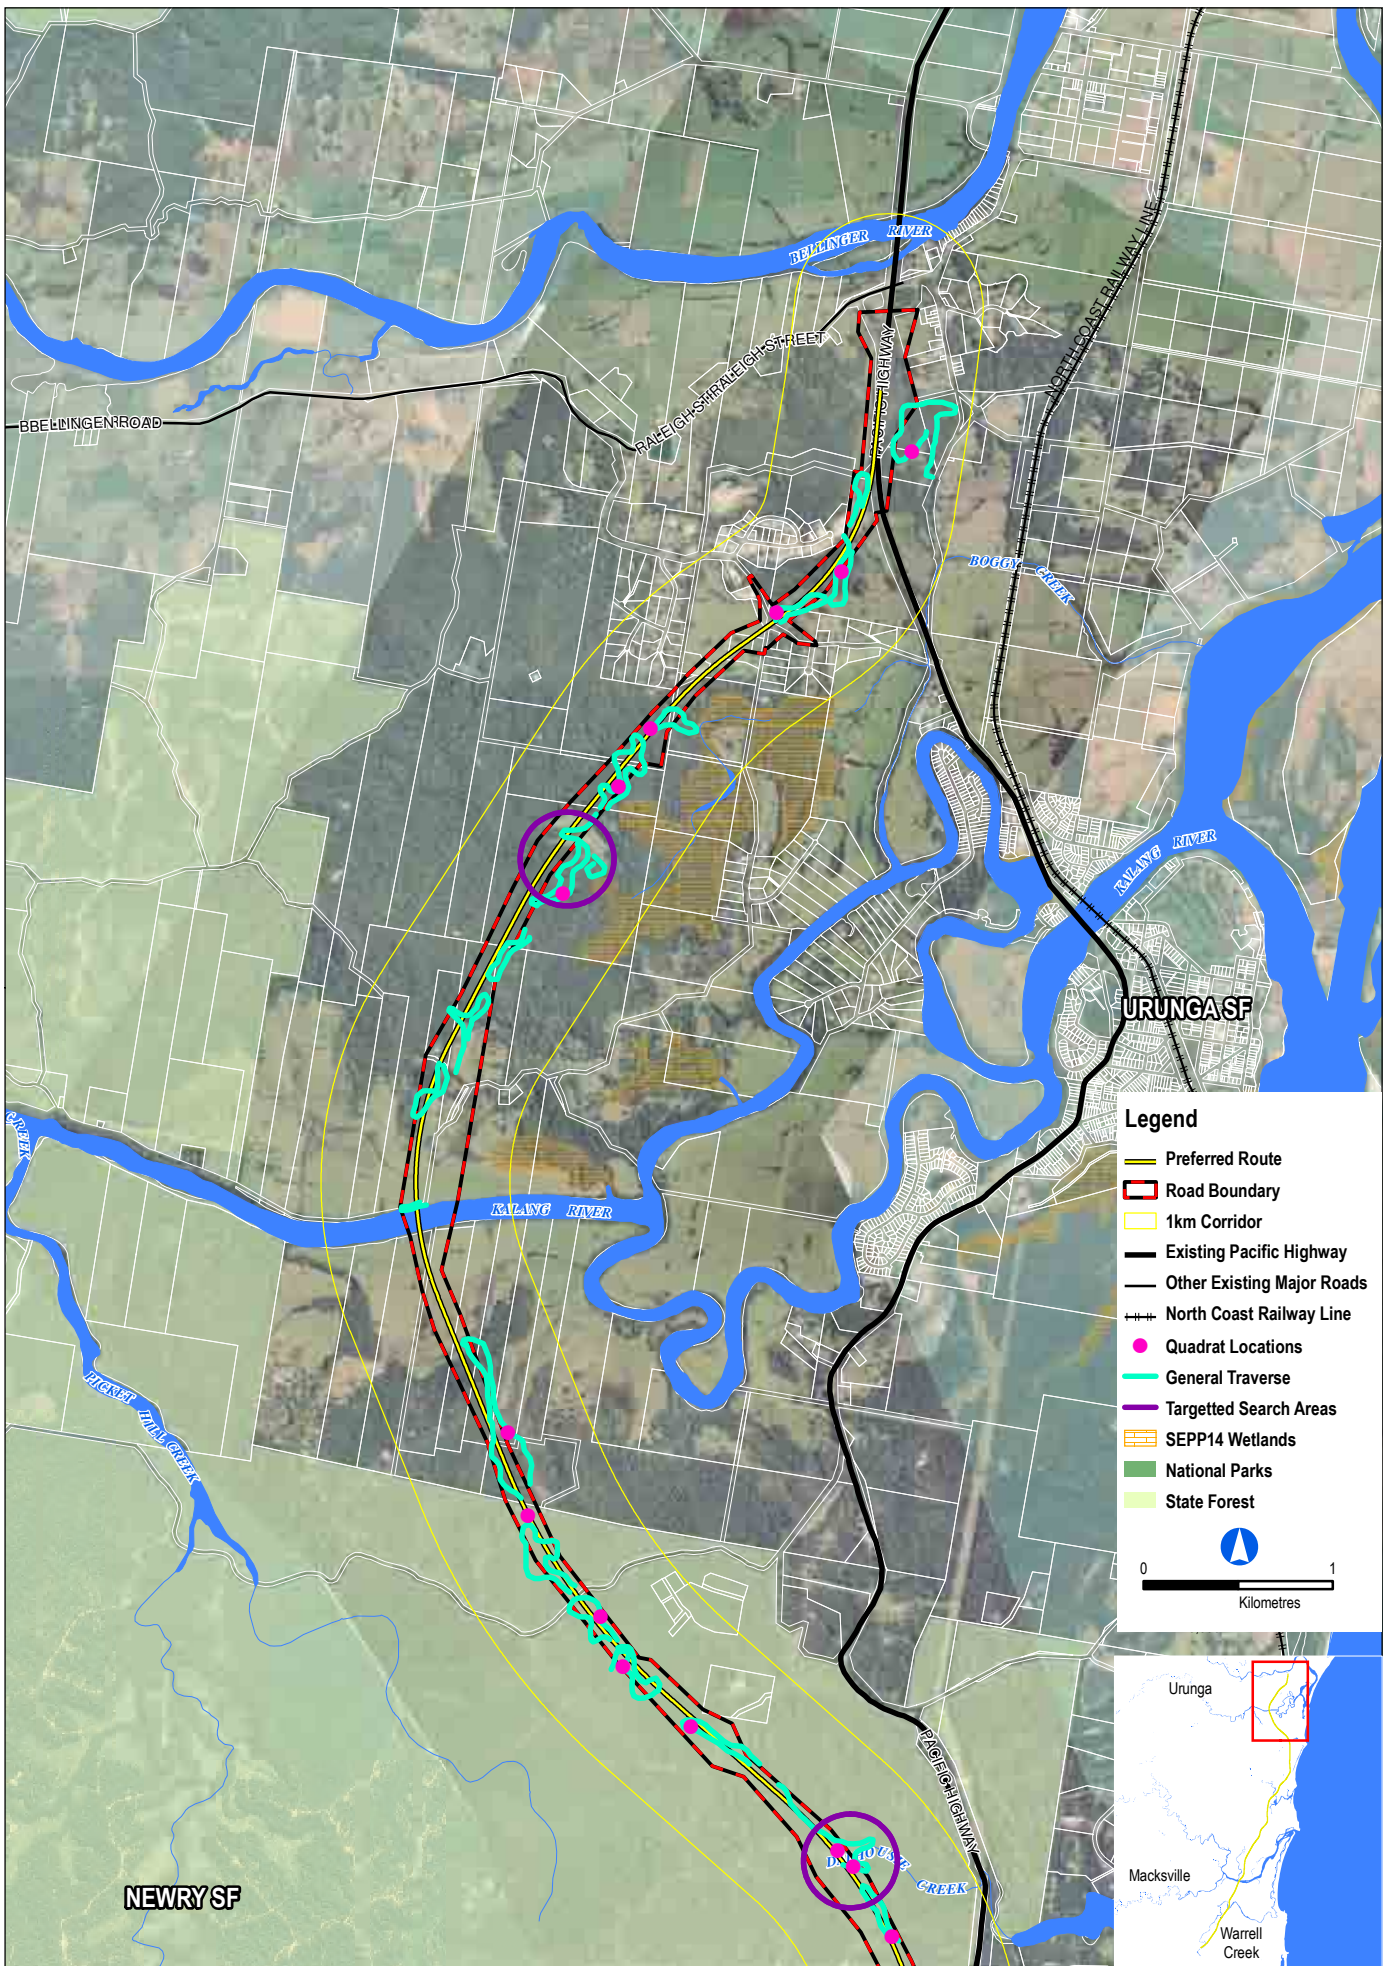 BELLINGER RIVER
NORTH COAST RAILWAY LINE
PACIFIC HIGHWAY
RALEIGH STRALEIGH STREET
BBELLINGENROAD
BOGGY CREEK
KALANG RIVER
URUNGA SF
CREEK
KALANG RIVER
PICKET HILL CREEK
PACIFIC HIGHWAY
CREEK
NEWRY SF
Legend
Preferred Route
Road Boundary
1km Corridor
Existing Pacific Highway
Other Existing Major Roads
North Coast Railway Line
Quadrat Locations
General Traverse
Targetted Search Areas
SEPP14 Wetlands
National Parks
State Forest
0 1
Kilometres
Urunga
Macksville
Warrell
Creek